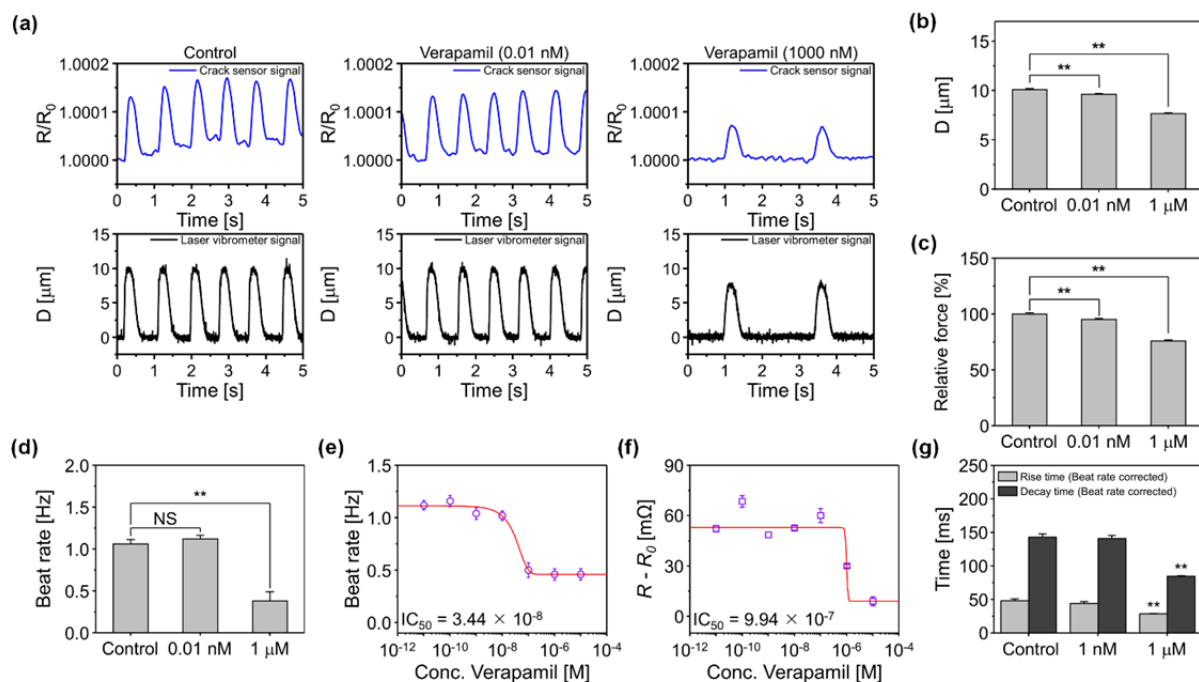 (a)
Control
Verapamil (0.01 nM)
Verapamil (1000 nM)
1.0002
1.0001
1.0000
R/R0
Crack sensor signal
0 1 2 3 4 5
Time [s]
1.0002
1.0001
1.0000
R/R0
Crack sensor signal
0 1 2 3 4 5
Time [s]
1.0002
1.0001
1.0000
R/R0
Crack sensor signal
0 1 2 3 4 5
Time [s]
15
10
5
0
D [µm]
Laser vibrometer signal
0 1 2 3 4 5
Time [s]
15
10
5
0
D [µm]
Laser vibrometer signal
0 1 2 3 4 5
Time [s]
15
10
5
0
D [µm]
Laser vibrometer signal
0 1 2 3 4 5
Time [s]
(b)
15
10
5
0
D [µm]
**
**
Control 0.01 nM 1 µM
(c)
150
100
50
0
Relative force [%]
**
**
Control 0.01 nM 1 µM
(d)
2.0
1.5
1.0
0.5
0.0
Beat rate [Hz]
**
NS
Control 0.01 nM 1 µM
(e)
1.5
1.0
0.5
0.0
Beat rate [Hz]
IC50 = 3.44 × 10-8
10-12 10-10 10-8 10-6 10-4
Conc. Verapamil [M]
(f)
90
60
30
0
R - R0 [mΩ]
IC50 = 9.94 × 10-7
10-12 10-10 10-8 10-6 10-4
Conc. Verapamil [M]
(g)
250
200
150
100
50
0
Time [ms]
Rise time (Beat rate corrected)
Decay time (Beat rate corrected)
**
**
Control 1 nM 1 µM